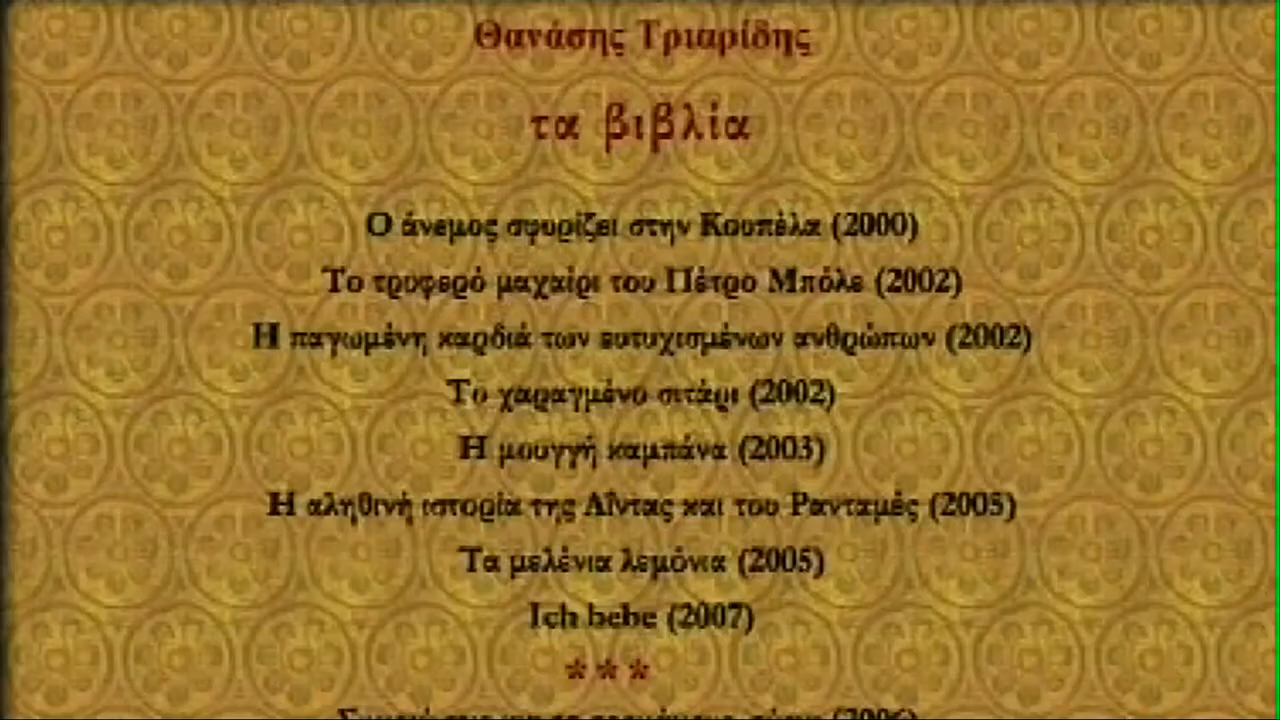 Θανάσης Τριαρίδης
τα βιβλία
Ο άνεμος σφυρίζει στην Κουπέλα (2000)
Το τρυφερό μαχαίρι του Πέτρο Μπόλε (2002)
Η παγωμένη καρδιά των ευτυχισμένων ανθρώπων (2002)
Το χαραγμένο σιτάρι (2002)
Η μουγγή καμπάνα (2003)
Η αληθινή ιστορία της Αΐντας και του Ρανταμές (2005)
Τα μελένια λεμόνια (2005)
Ich bebe (2007)
***
(2006)